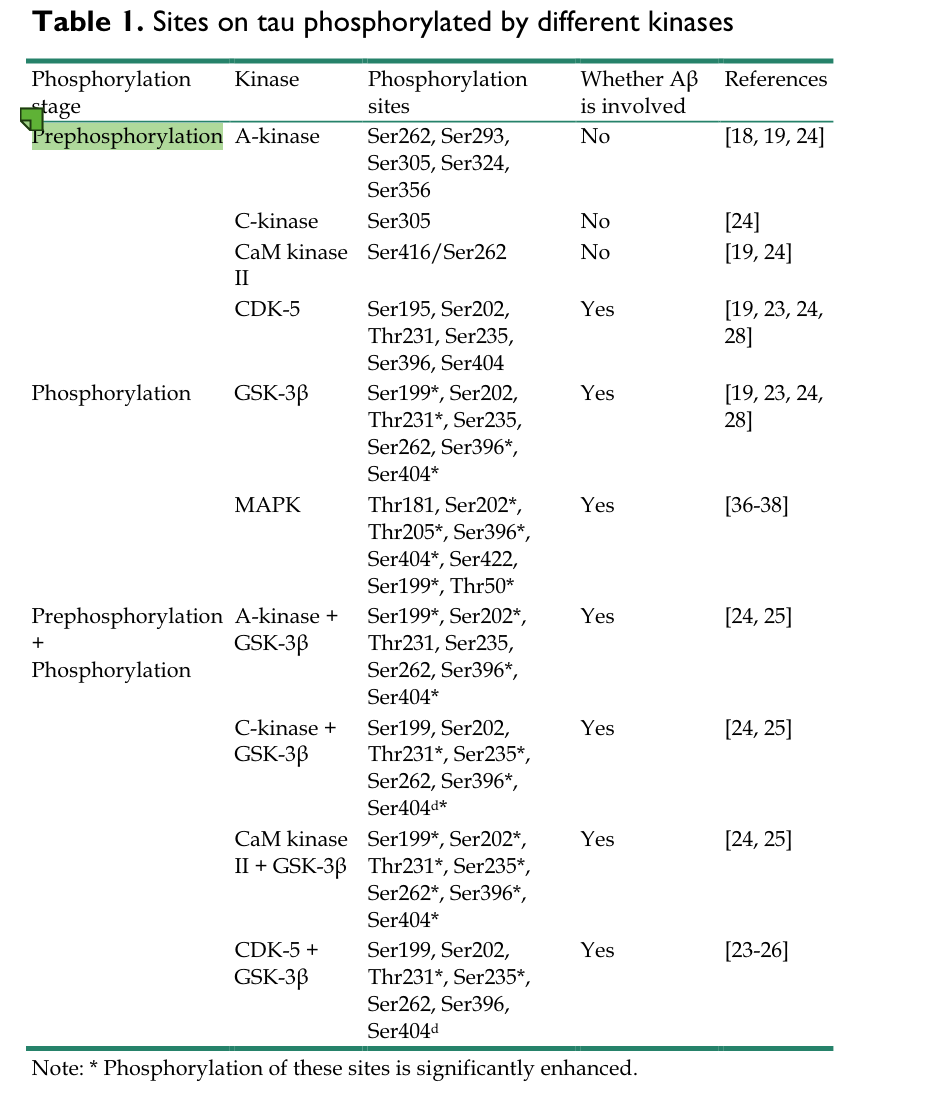 Table 1. Sites on tau phosphorylated by different kinases
Phosphorylation Kinase Phosphorylation Whether Aβ References
stage sites is involved
Prephosphorylation A-kinase Ser262, Ser293, No [18, 19, 24]
Ser305, Ser324,
Ser356
C-kinase Ser305 No [24]
CaM kinase Ser416/Ser262 No [19, 24]
II
CDK-5 Ser195, Ser202, Yes [19, 23, 24,
Thr231, Ser235, 28]
Ser396, Ser404
Phosphorylation GSK-3β Ser199*, Ser202, Yes [19, 23, 24,
Thr231*, Ser235, 28]
Ser262, Ser396*,
Ser404*
MAPK Thr181, Ser202*, Yes [36-38]
Thr205*, Ser396*,
Ser404*, Ser422,
Ser199*, Thr50*
Prephosphorylation A-kinase + Ser199*, Ser202*, Yes [24, 25]
+ GSK-3β Thr231, Ser235,
Phosphorylation Ser262, Ser396*,
Ser404*
C-kinase + Ser199, Ser202, Yes [24, 25]
GSK-3β Thr231*, Ser235*,
Ser262, Ser396*,
Ser404ᵈ*
CaM kinase Ser199*, Ser202*, Yes [24, 25]
II + GSK-3β Thr231*, Ser235*,
Ser262*, Ser396*,
Ser404*
CDK-5 + Ser199, Ser202, Yes [23-26]
GSK-3β Thr231*, Ser235*,
Ser262, Ser396,
Ser404ᵈ
Note: * Phosphorylation of these sites is significantly enhanced.